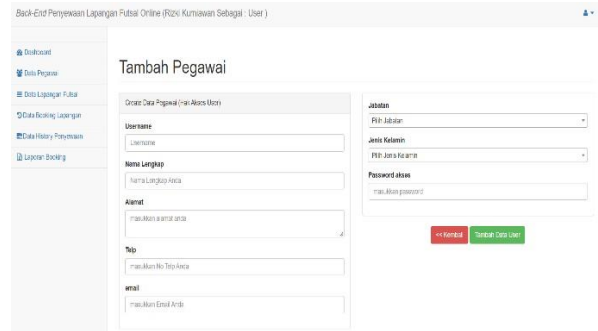 Back-End Penyewaan Lapangan Futsal Online (Rizki Kurniawan Sebagai : User )
Dashboard
Data Pegawai
Data Lapangan Futsal
Data Booking Lapangan
Data History Penyewaan
Laporan Booking
Tambah Pegawai
Create Data Pegawai (Hak Akses User)
Username
Username
Nama Lengkap
Nama Lengkap Anda
Alamat
masukkan alamat anda
Telp
masukkan No Telp Anda
email
masukkan Email Anda
Jabatan
Pilih Jabatan
Jenis Kelamin
Pilih Jenis Kelamin
Password akses
masukkan password
<< Kembali
Tambah Data User